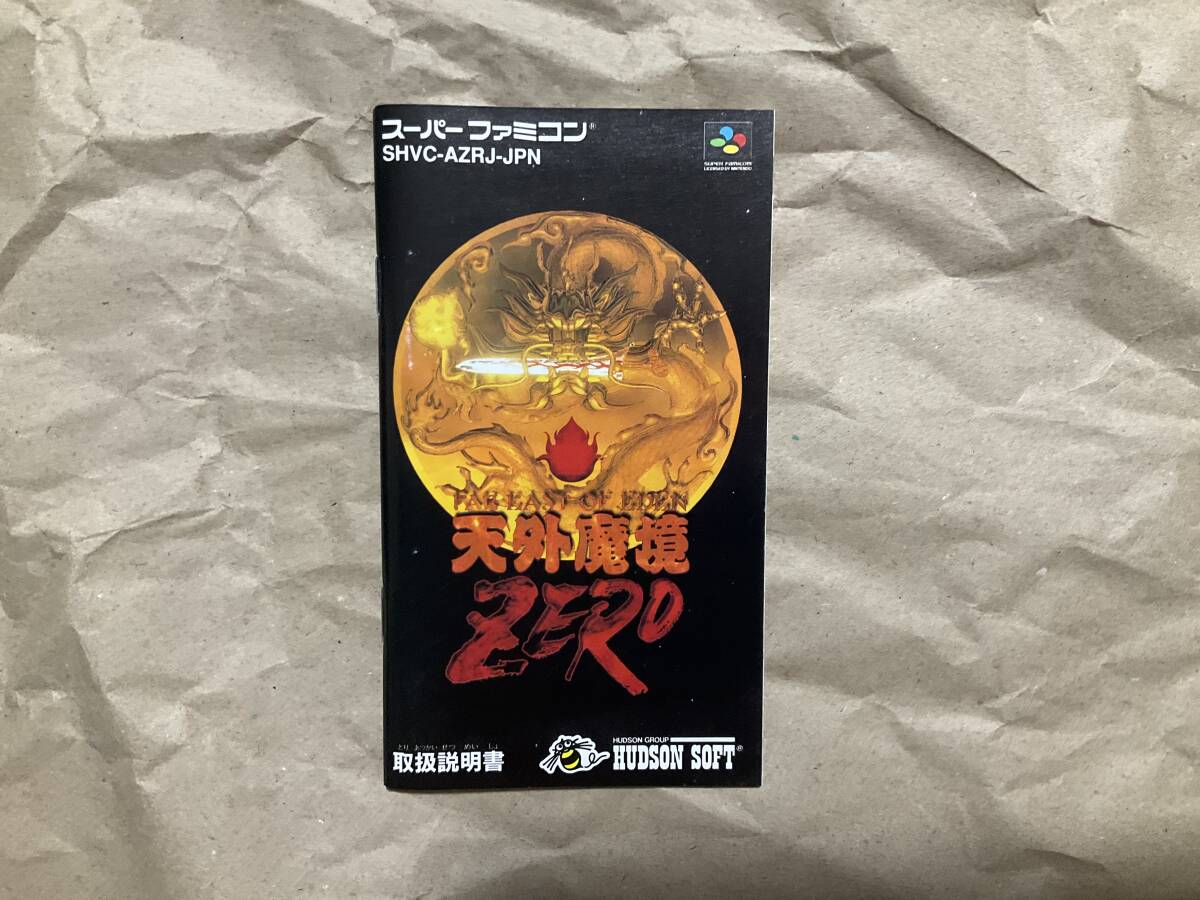 スーパーファミコン®
SHVC-AZRJ-JPN
SUPER FAMICOM
LICENSED BY NINTENDO
FAR EAST OF EDEN
天外魔境
ZERO
とりあつかいせつめいしょ
取扱説明書
HUDSON GROUP
HUDSON SOFT®